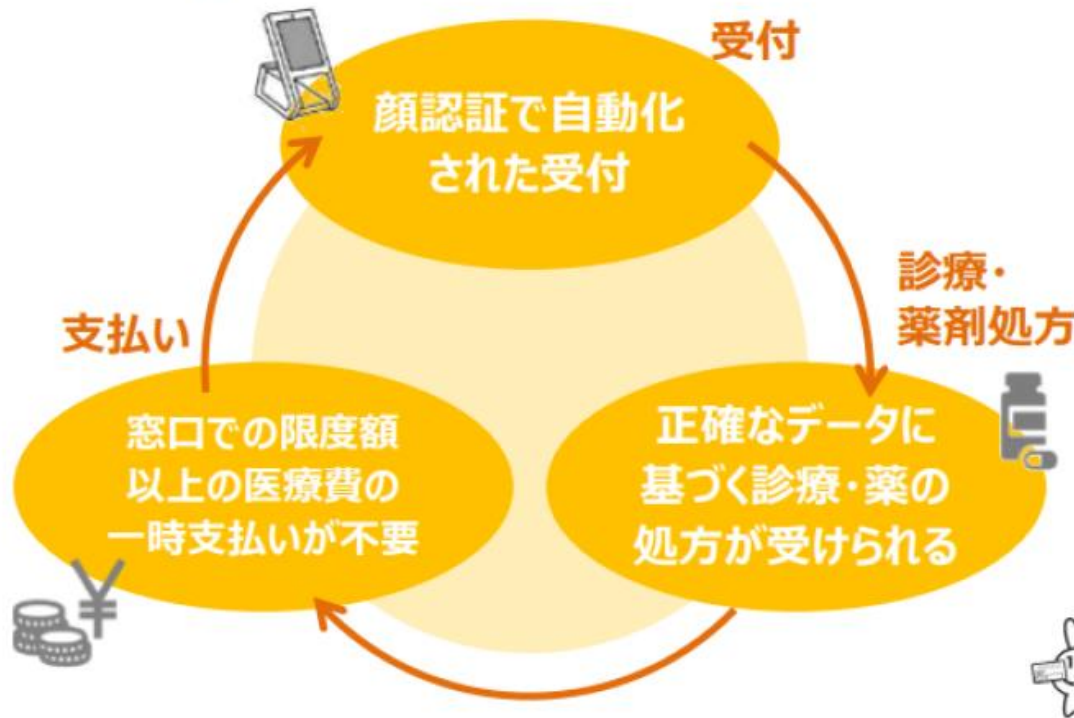 受付
顔認証で自動化
された受付
診療・
薬剤処方
正確なデータに
基づく診療・薬の
処方が受けられる
支払い
窓口での限度額
以上の医療費の
一時支払いが不要
¥